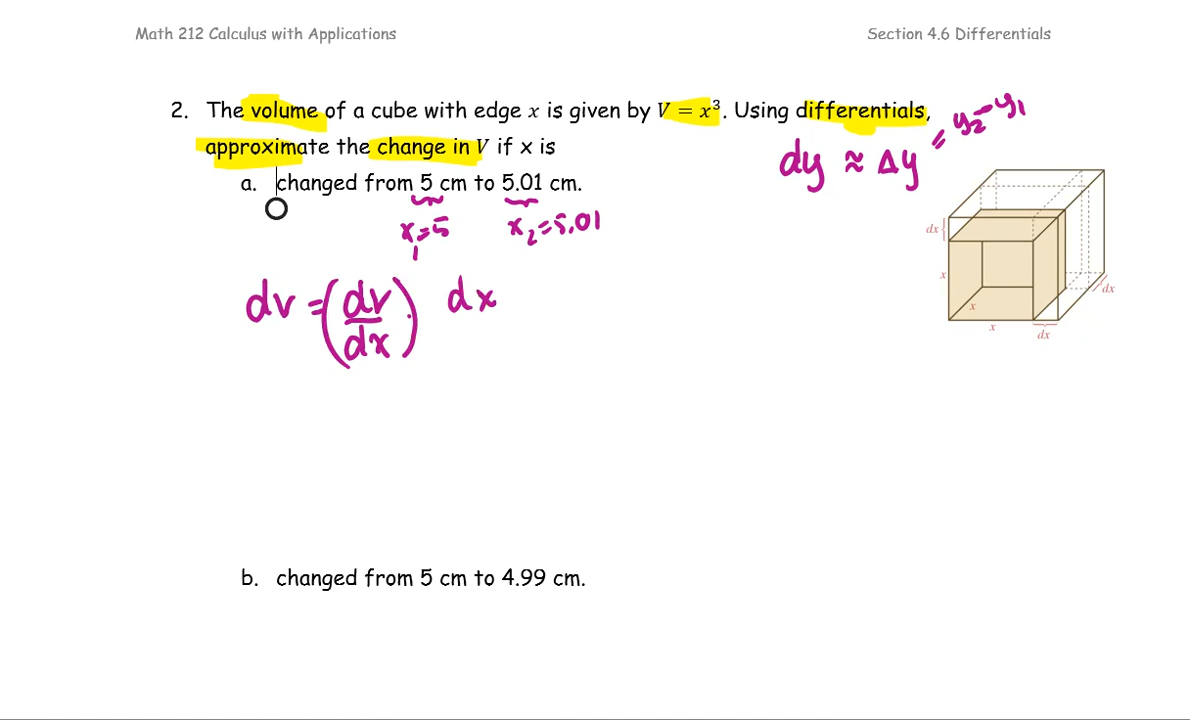 Math 212 Calculus with Applications
Section 4.6 Differentials
2. The volume of a cube with edge x is given by V = x³. Using differentials,
approximate the change in V if x is
dy ≈ Δy = y₂ - y₁
a. changed from 5 cm to 5.01 cm.
x₁ = 5 x₂ = 5.01
dv = (dv/dx) · dx
dx
x
x
dx
x
dx
b. changed from 5 cm to 4.99 cm.